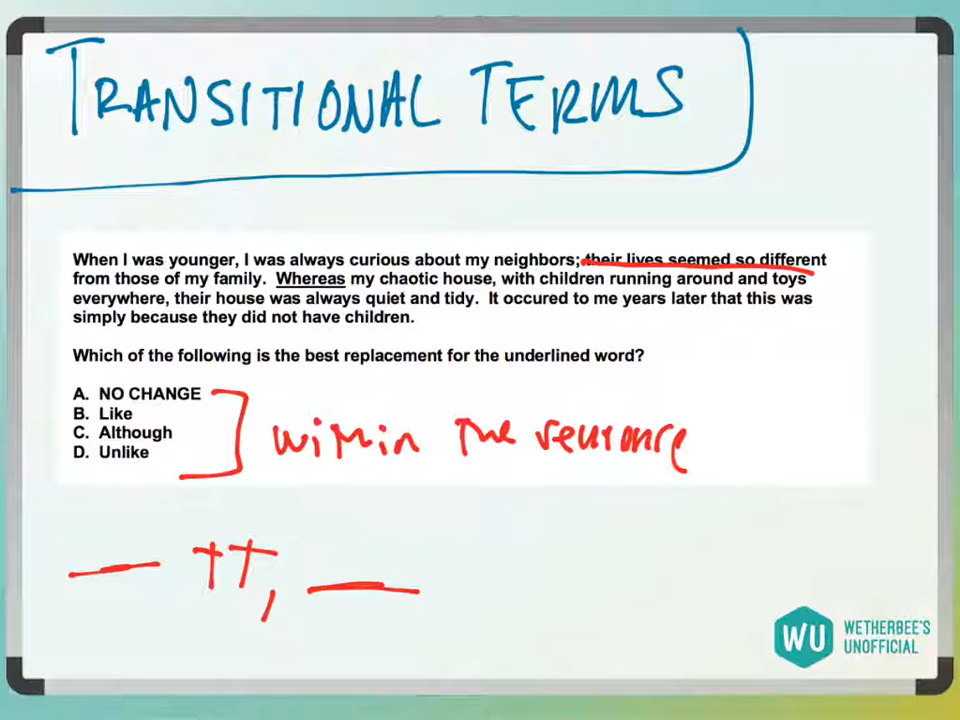 TRANSITIONAL TERMS
When I was younger, I was always curious about my neighbors; their lives seemed so different
from those of my family. Whereas my chaotic house, with children running around and toys
everywhere, their house was always quiet and tidy. It occured to me years later that this was
simply because they did not have children.
Which of the following is the best replacement for the underlined word?
A. NO CHANGE
B. Like
C. Although
D. Unlike
within the sentence
— TT, —
WU WETHERBEE'S
UNOFFICIAL